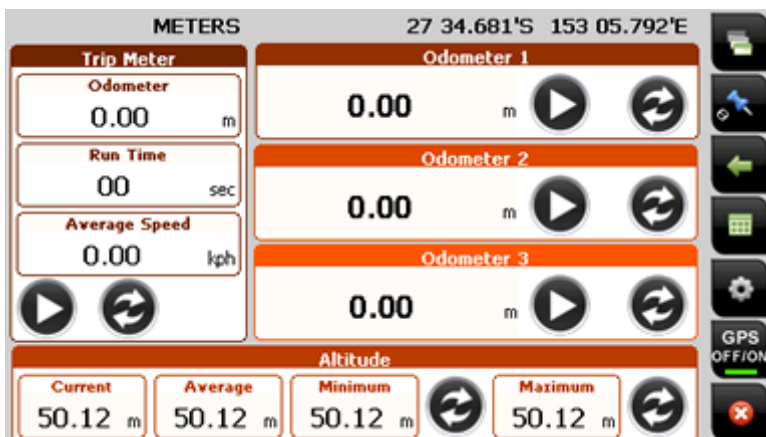 METERS 27 34.681'S 153 05.792'E
Trip Meter
Odometer
0.00 m
Run Time
00 sec
Average Speed
0.00 kph
Odometer 1
0.00 m
Odometer 2
0.00 m
Odometer 3
0.00 m
GPS
OFF/ON
Altitude
Current Average Minimum Maximum
50.12 m 50.12 m 50.12 m 50.12 m